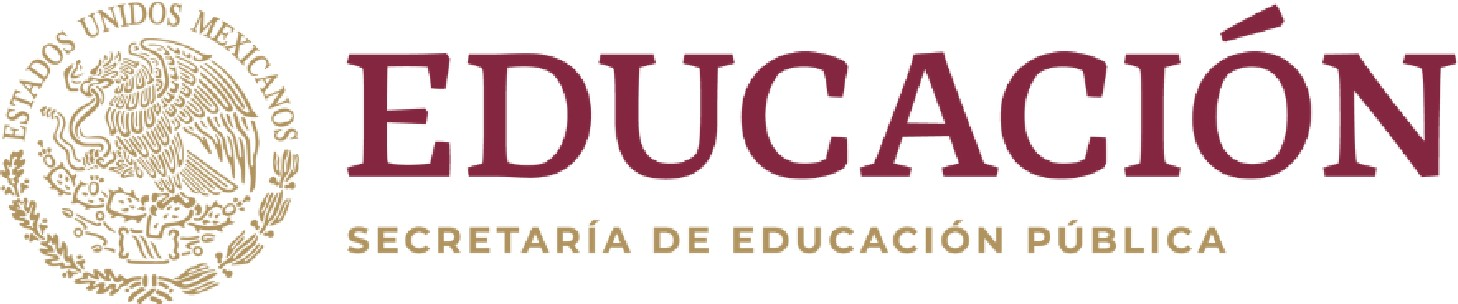 ESTADOS UNIDOS MEXICANOS
EDUCACIÓN
SECRETARÍA DE EDUCACIÓN PÚBLICA